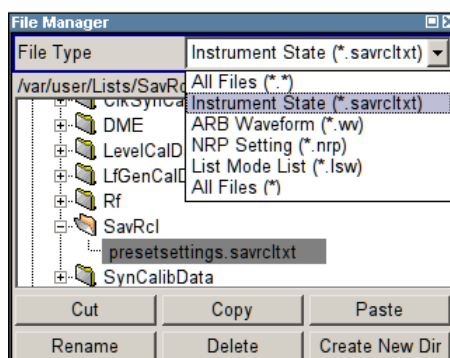 File Manager
File Type
Instrument State (*.savrcltxt)
/var/user/Lists/SavRc
All Files (*.*)
Instrument State (*.savrcltxt)
ARB Waveform (*.wv)
NRP Setting (*.nrp)
List Mode List (*.lsw)
All Files (*)
ClkSynCa
DME
LevelCalD
LfGenCalD
Rf
SavRcl
presetsettings.savrcltxt
SynCalibData
Cut
Copy
Paste
Rename
Delete
Create New Dir